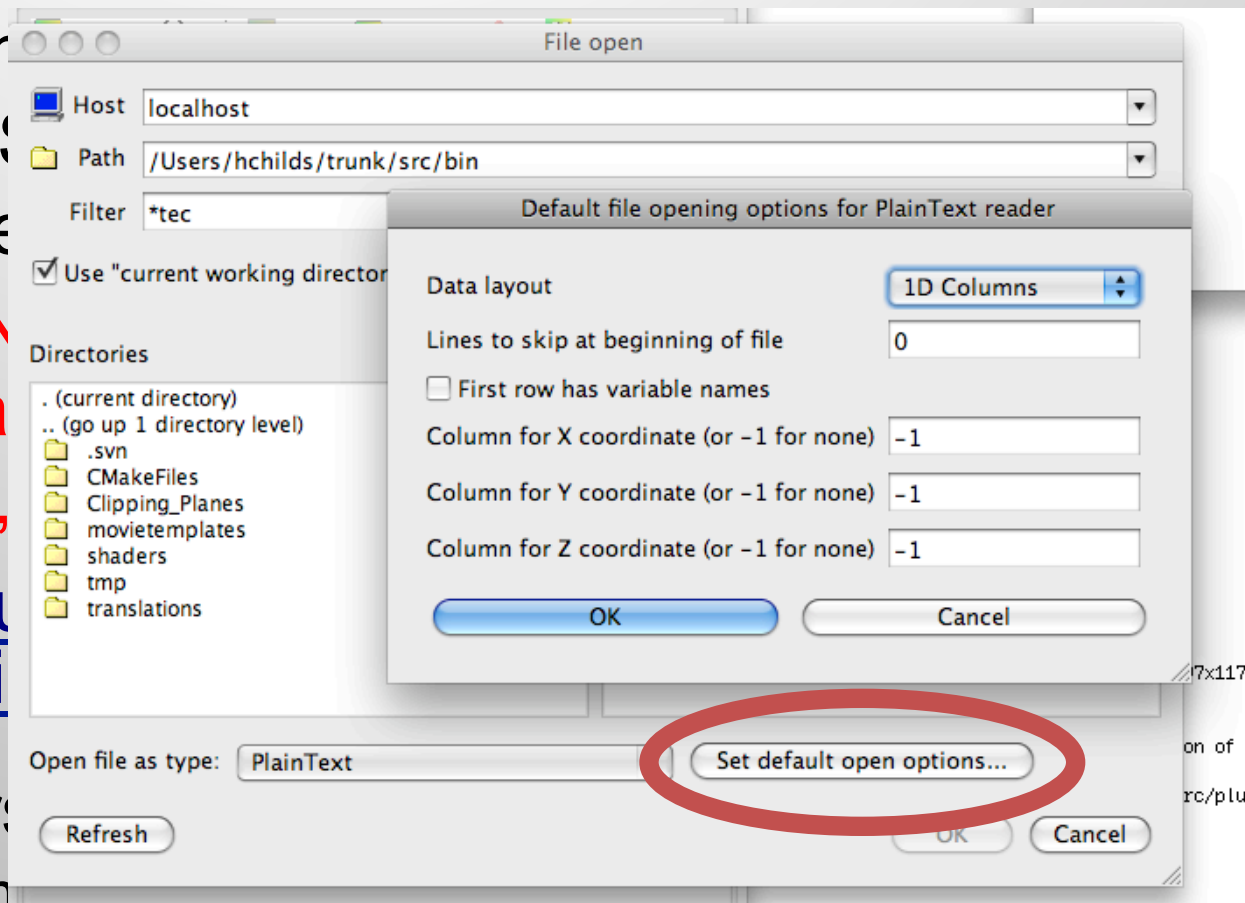 File open
Host localhost
Path /Users/hchilds/trunk/src/bin
Filter *tec
Default file opening options for PlainText reader
Use "current working director
Data layout 1D Columns
Lines to skip at beginning of file 0
First row has variable names
Column for X coordinate (or -1 for none) -1
Column for Y coordinate (or -1 for none) -1
Column for Z coordinate (or -1 for none) -1
OK Cancel
Directories
. (current directory)
.. (go up 1 directory level)
.svn
CMakeFiles
Clipping_Planes
movietemplates
shaders
tmp
translations
7x117
Open file as type: PlainText Set default open options...
on of
rc/plu
Refresh OK Cancel